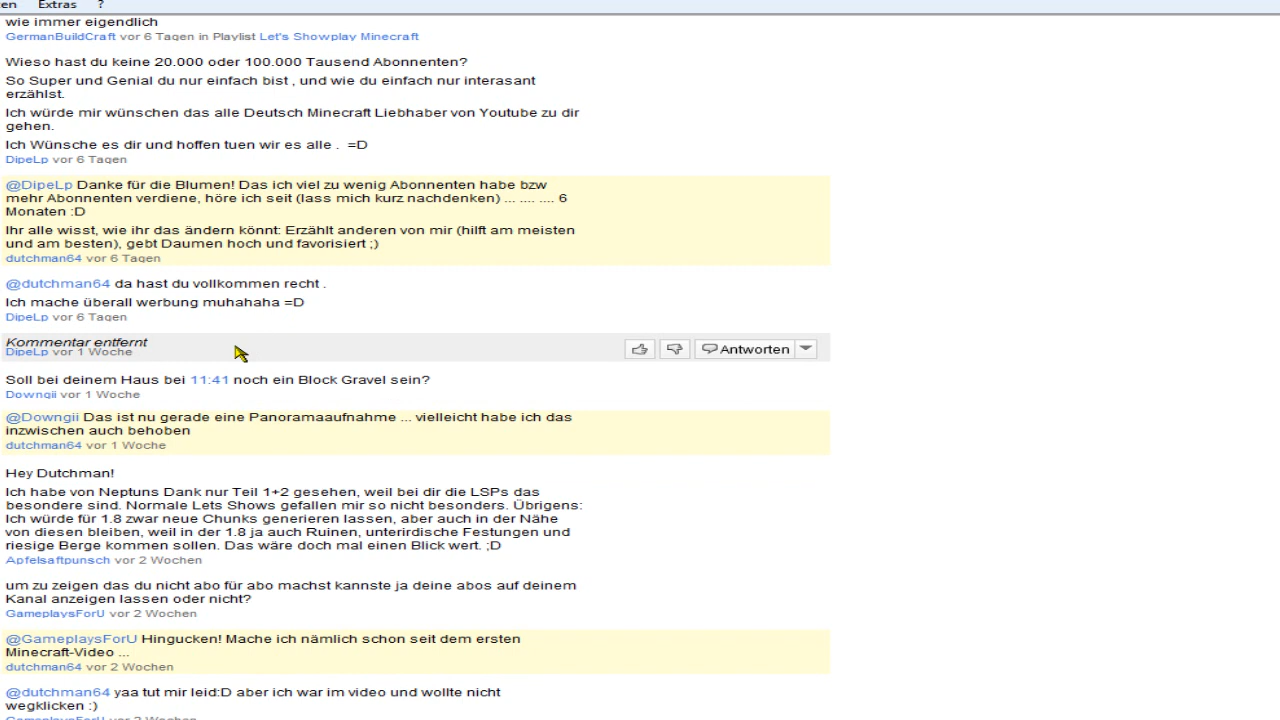 en Extras ?
wie immer eigendlich
GermanBuildCraft vor 6 Tagen in Playlist Let's Showplay Minecraft
Wieso hast du keine 20.000 oder 100.000 Tausend Abonnenten?
So Super und Genial du nur einfach bist , und wie du einfach nur interasant
erzählst.
Ich würde mir wünschen das alle Deutsch Minecraft Liebhaber von Youtube zu dir
gehen.
Ich Wünsche es dir und hoffen tuen wir es alle . =D
DipeLp vor 6 Tagen
@DipeLp Danke für die Blumen! Das ich viel zu wenig Abonnenten habe bzw
mehr Abonnenten verdiene, höre ich seit (lass mich kurz nachdenken) ... .... .... 6
Monaten :D
Ihr alle wisst, wie ihr das ändern könnt: Erzählt anderen von mir (hilft am meisten
und am besten), gebt Daumen hoch und favorisiert ;)
dutchman64 vor 6 Tagen
@dutchman64 da hast du vollkommen recht .
Ich mache überall werbung muhahaha =D
DipeLp vor 6 Tagen
Kommentar entfernt
DipeLp vor 1 Woche
Antworten
Soll bei deinem Haus bei 11:41 noch ein Block Gravel sein?
Downgii vor 1 Woche
@Downgii Das ist nu gerade eine Panoramaaufnahme ... vielleicht habe ich das
inzwischen auch behoben
dutchman64 vor 1 Woche
Hey Dutchman!
Ich habe von Neptuns Dank nur Teil 1+2 gesehen, weil bei dir die LSPs das
besondere sind. Normale Lets Shows gefallen mir so nicht besonders. Übrigens:
Ich würde für 1.8 zwar neue Chunks generieren lassen, aber auch in der Nähe
von diesen bleiben, weil in der 1.8 ja auch Ruinen, unterirdische Festungen und
riesige Berge kommen sollen. Das wäre doch mal einen Blick wert. ;D
Apfelsaftpunsch vor 2 Wochen
um zu zeigen das du nicht abo für abo machst kannste ja deine abos auf deinem
Kanal anzeigen lassen oder nicht?
GameplaysForU vor 2 Wochen
@GameplaysForU Hingucken! Mache ich nämlich schon seit dem ersten
Minecraft-Video ...
dutchman64 vor 2 Wochen
@dutchman64 yaa tut mir leid:D aber ich war im video und wollte nicht
wegklicken :)
GameplaysForU vor 2 Wochen